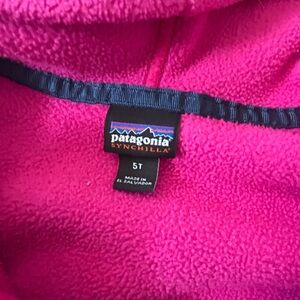 patagonia
SYNCHILLA
5T
MADE IN
EL SALVADOR